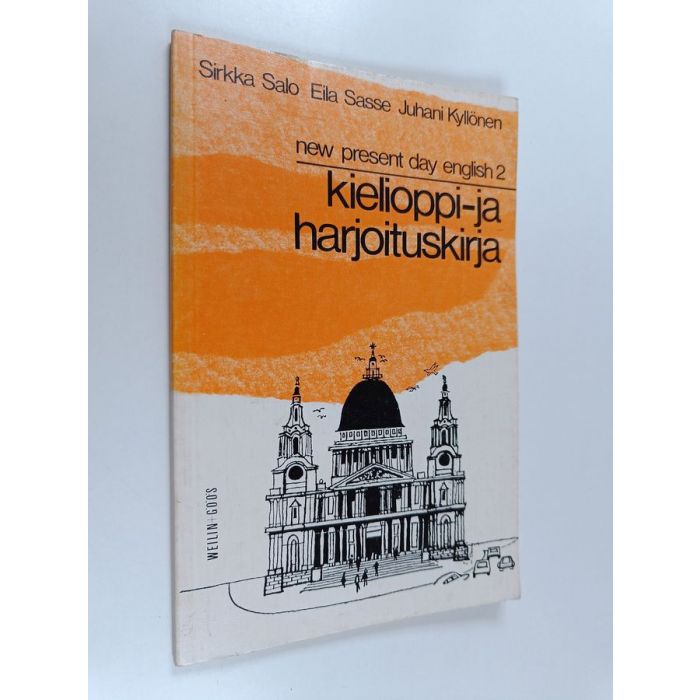 Sirkka Salo Eila Sasse Juhani Kyllönen
new present day english 2
kielioppi-ja
harjoituskirja
WEILIN+GÖÖS